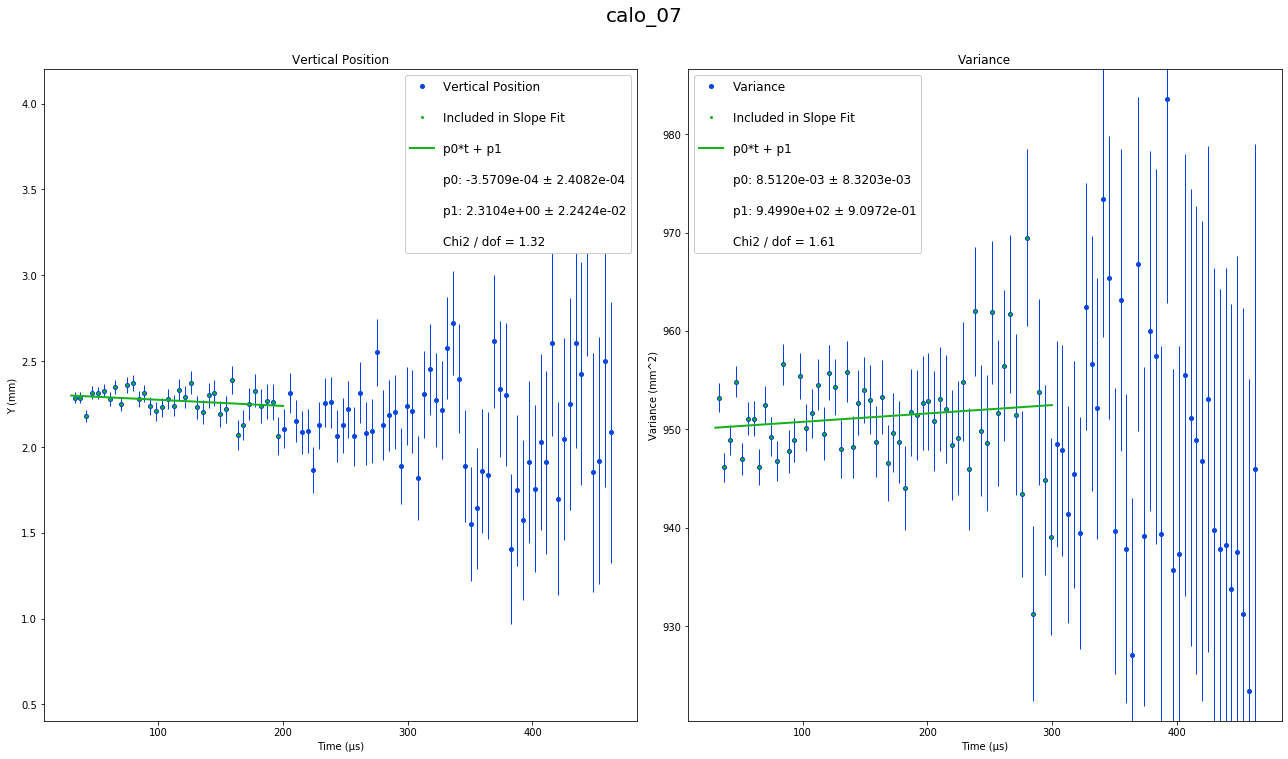 calo_07
Vertical Position
Vertical Position
Included in Slope Fit
p0*t + p1
p0: -3.5709e-04 ± 2.4082e-04
p1: 2.3104e+00 ± 2.2424e-02
Chi2 / dof = 1.32
4.0
3.5
3.0
2.5
2.0
1.5
1.0
0.5
Y (mm)
100
200
300
400
Time (μs)
Variance
Variance
Included in Slope Fit
p0*t + p1
p0: 8.5120e-03 ± 8.3203e-03
p1: 9.4990e+02 ± 9.0972e-01
Chi2 / dof = 1.61
980
970
960
950
940
930
Variance (mm^2)
100
200
300
400
Time (μs)